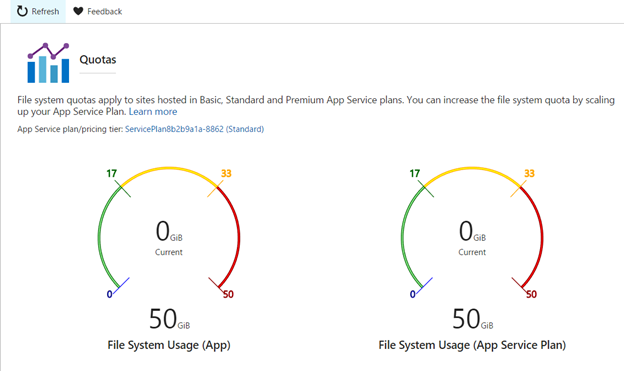 Refresh Feedback
Quotas
File system quotas apply to sites hosted in Basic, Standard and Premium App Service plans. You can increase the file system quota by scaling
up your App Service Plan. Learn more
App Service plan/pricing tier: ServicePlan8b2b9a1a-8862 (Standard)
17 33
0 GiB
Current
0 50
50 GiB
File System Usage (App)
17 33
0 GiB
Current
0 50
50 GiB
File System Usage (App Service Plan)